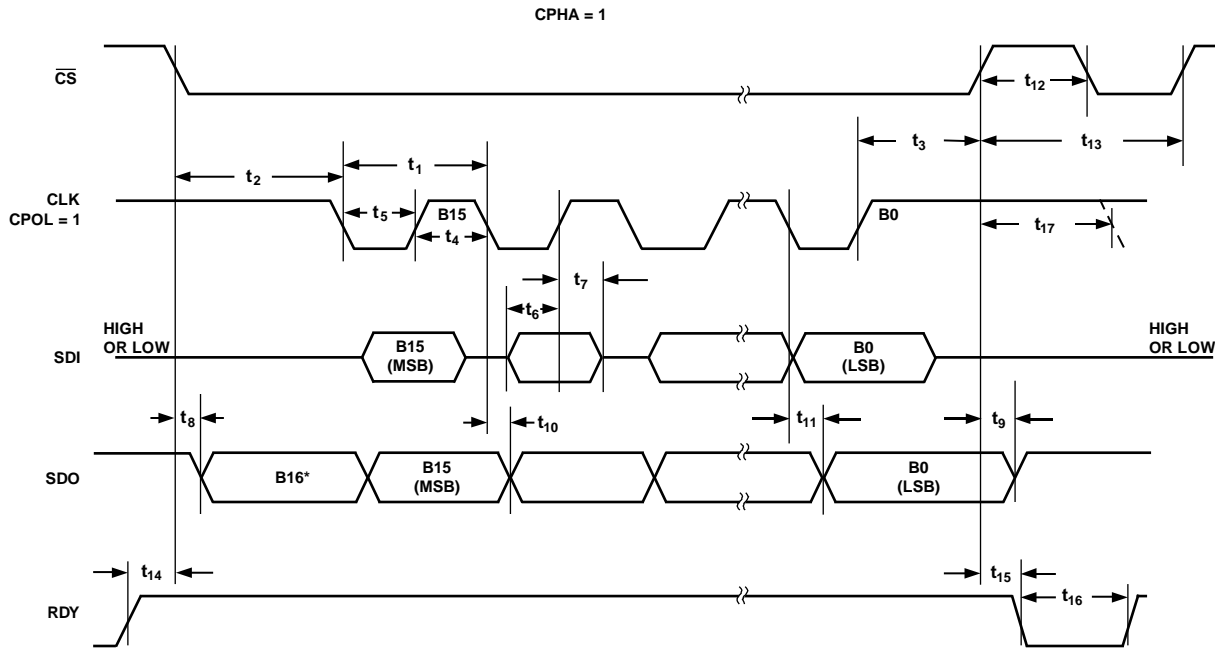 CPHA = 1
CS
t12
t3
t13
t1
t2
CLK
CPOL = 1
t5
B15
t4
B0
t17
t7
t6
HIGH
OR LOW
SDI
B15
(MSB)
B0
(LSB)
HIGH
OR LOW
t8
t10
t11
t9
SDO
B16*
B15
(MSB)
B0
(LSB)
t14
t15
t16
RDY